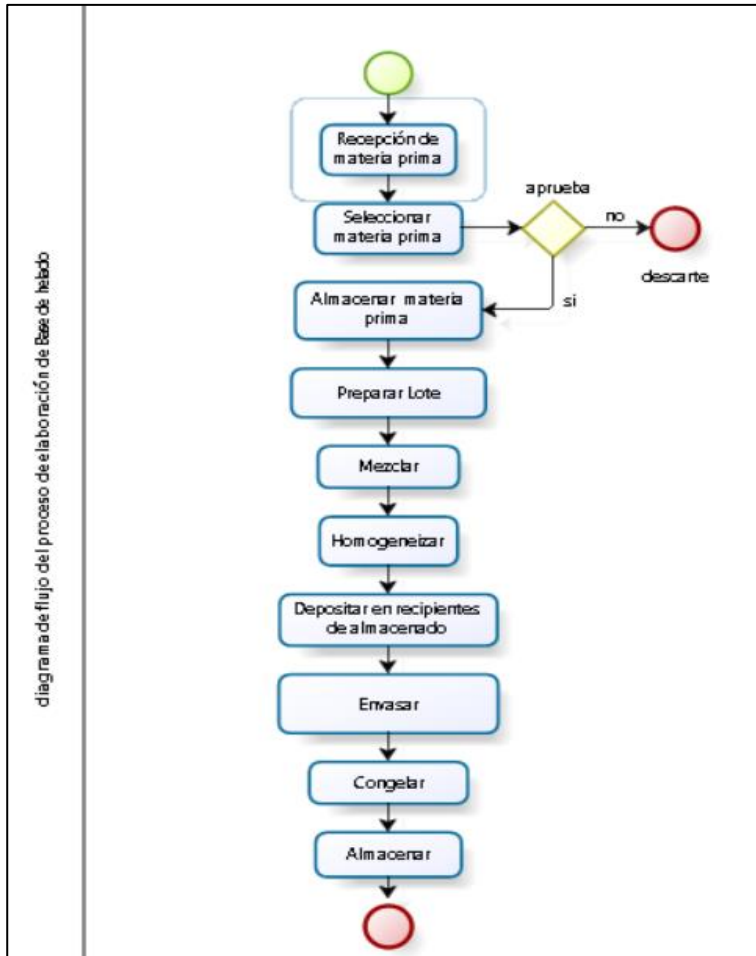 diagrama de flujo del proceso de elaboración de Base de helado
Recepción de
materia prima
Seleccionar
materia prima
aprueba
no
descarte
si
Almacenar materia
prima
Preparar Lote
Mezclar
Homogeneizar
Depositar en recipientes
de almacenado
Envasar
Congelar
Almacenar